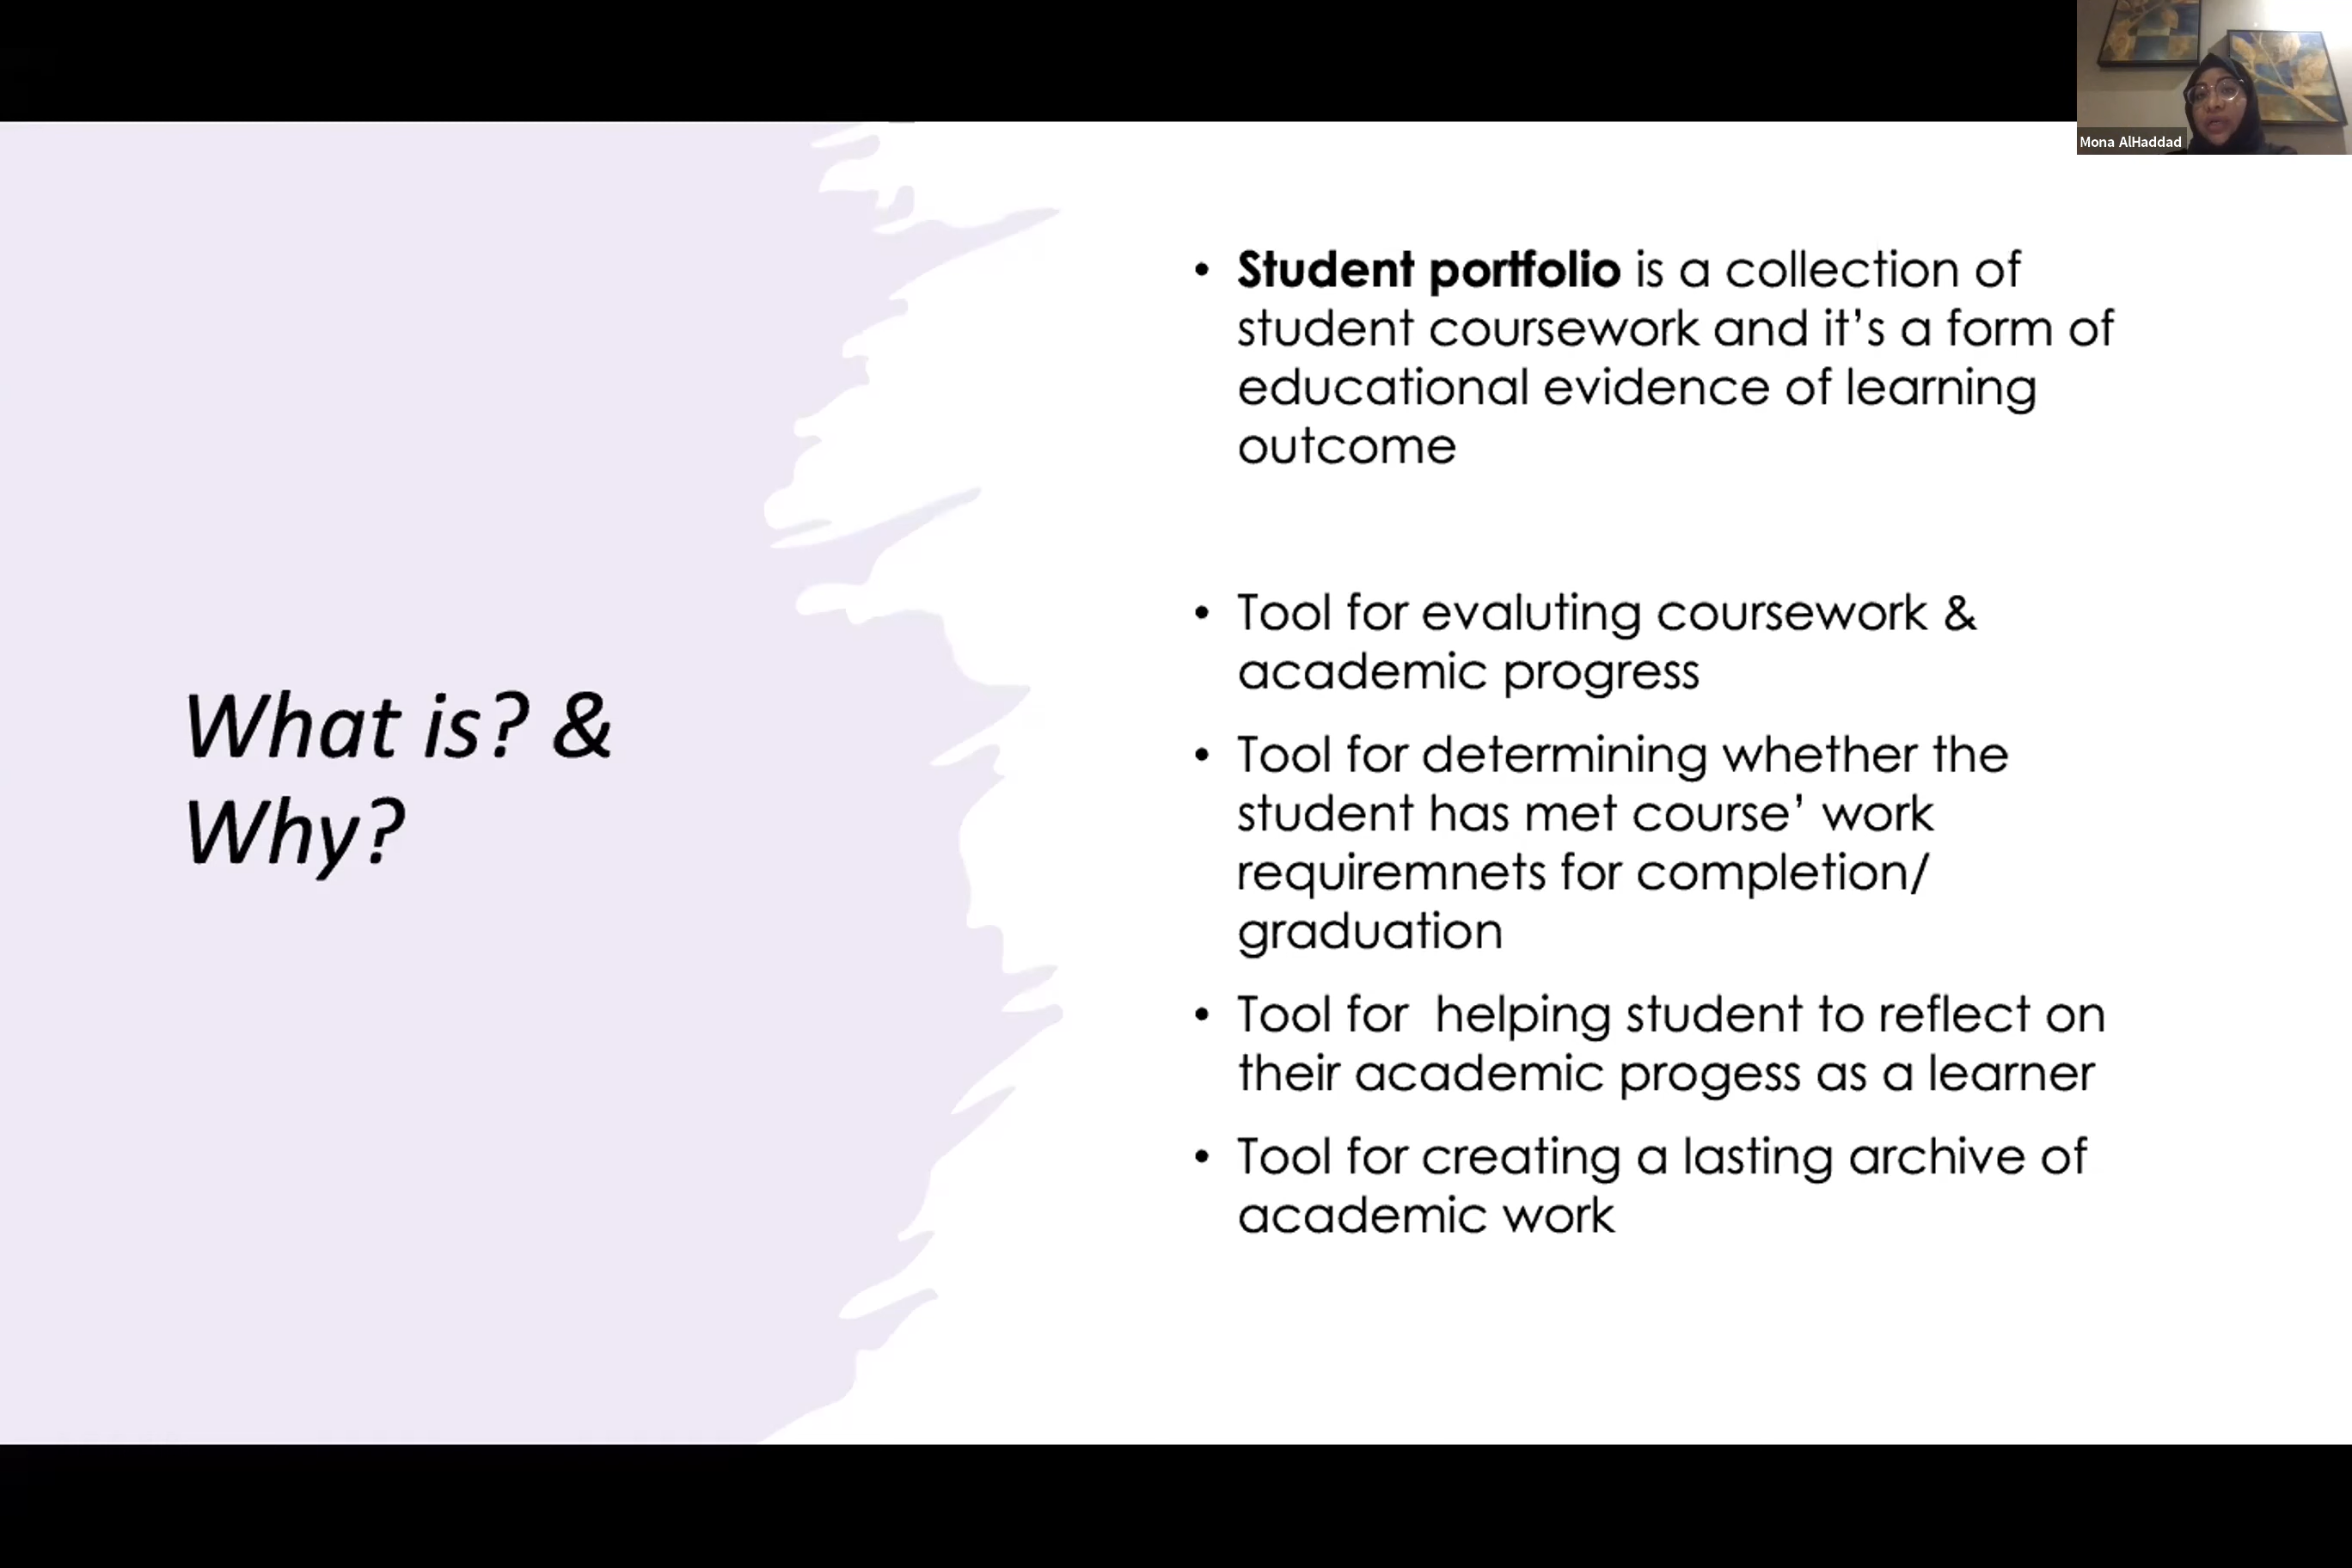 Mona AlHaddad
What is? &
Why?
• Student portfolio is a collection of
student coursework and it’s a form of
educational evidence of learning
outcome
• Tool for evaluting coursework &
academic progress
• Tool for determining whether the
student has met course’ work
requiremnets for completion/
graduation
• Tool for  helping student to reflect on
their academic progess as a learner
• Tool for creating a lasting archive of
academic work